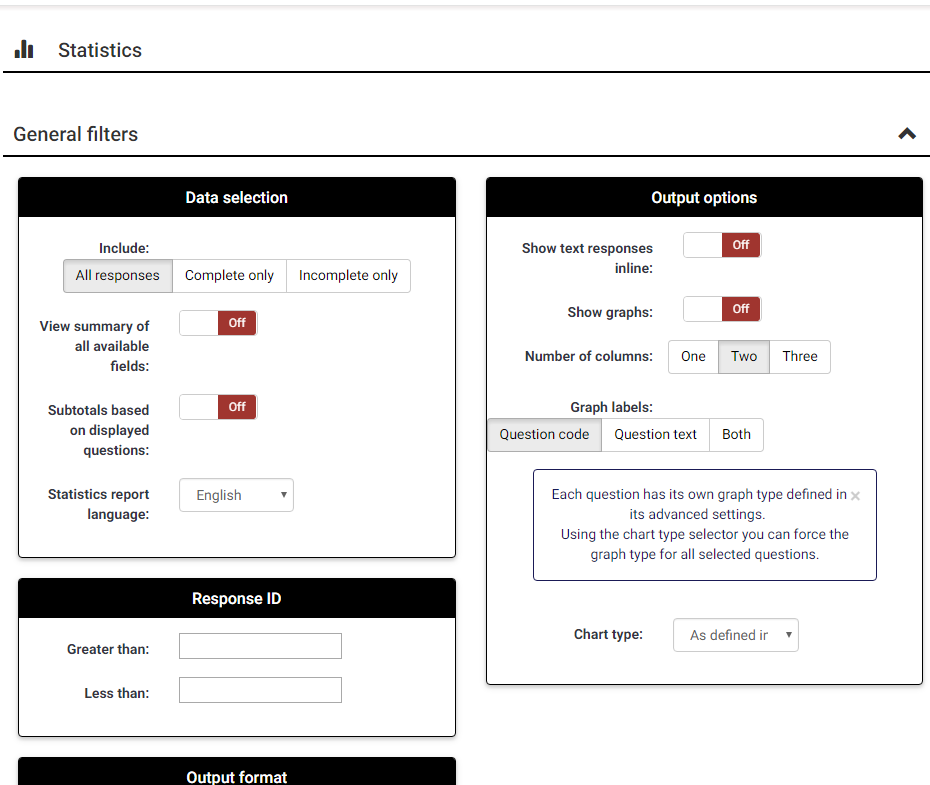 Statistics
General filters
Data selection
Include:
All responses Complete only Incomplete only
View summary of
all available
fields:
Off
Subtotals based
on displayed
questions:
Off
Statistics report
language:
English
Response ID
Greater than:
Less than:
Output format
Output options
Show text responses
inline:
Off
Show graphs:
Off
Number of columns:
One Two Three
Graph labels:
Question code Question text Both
Each question has its own graph type defined in ×
its advanced settings.
Using the chart type selector you can force the
graph type for all selected questions.
Chart type:
As defined in